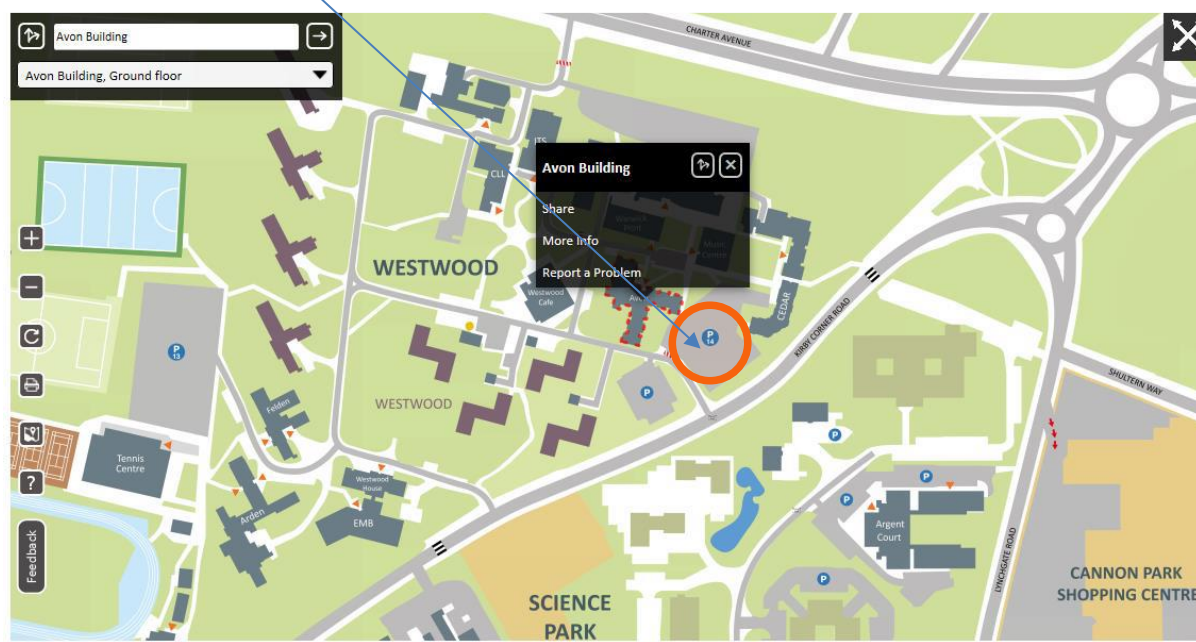 Avon Building
Avon Building, Ground floor
CHARTER AVENUE
ITS
CLL
Avon Building
Share
More Info
Report a Problem
Warwick
Music
Centre
WESTWOOD
Westwood
Cafe
CEDAR
KIRBY CORNER ROAD
P
14
P
13
P
SHULTERN WAY
WESTWOOD
Felden
Tennis
Centre
P
P
P
Westwood
House
Arden
EMB
Argent
Court
?
Feedback
LYNCHGATE ROAD
P
CANNON PARK
SHOPPING CENTRE
SCIENCE
PARK